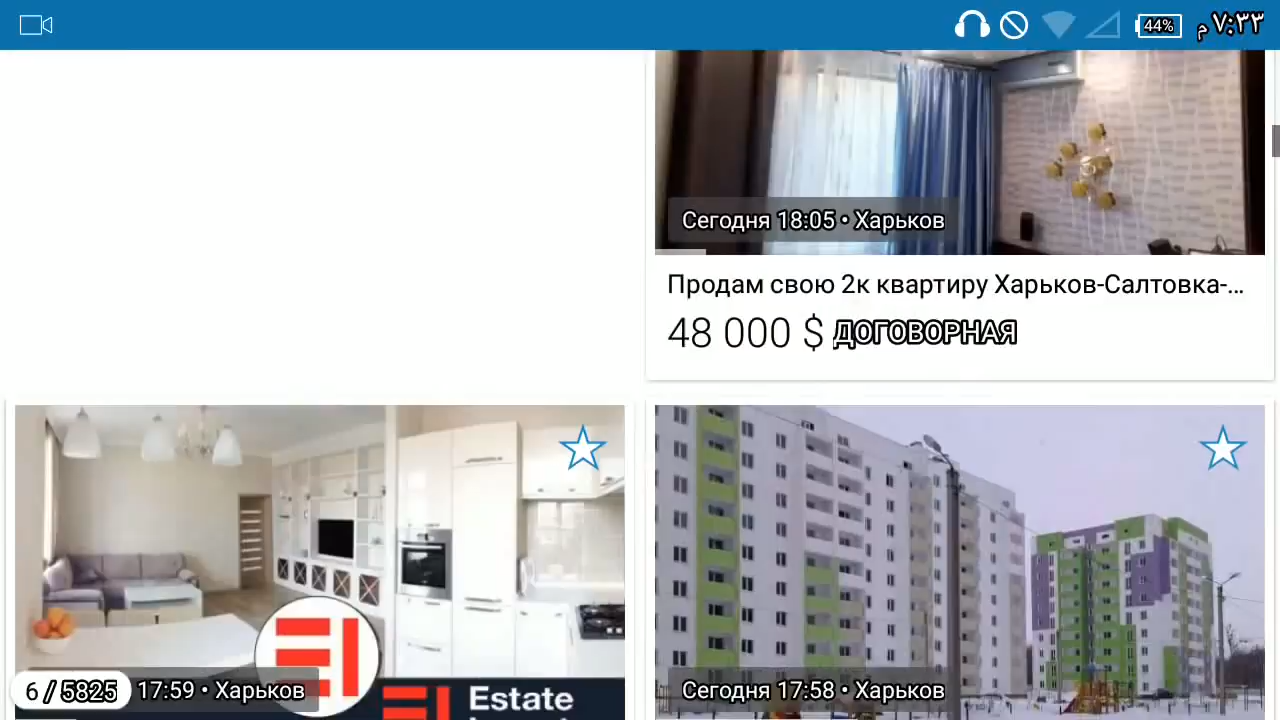 44%
٧:٣٣ م
Сегодня 18:05 • Харьков
Продам свою 2к квартиру Харьков-Салтовка-...
48 000 $ ДОГОВОРНАЯ
6 / 5825
17:59 • Харьков
Estate
Сегодня 17:58 • Харьков